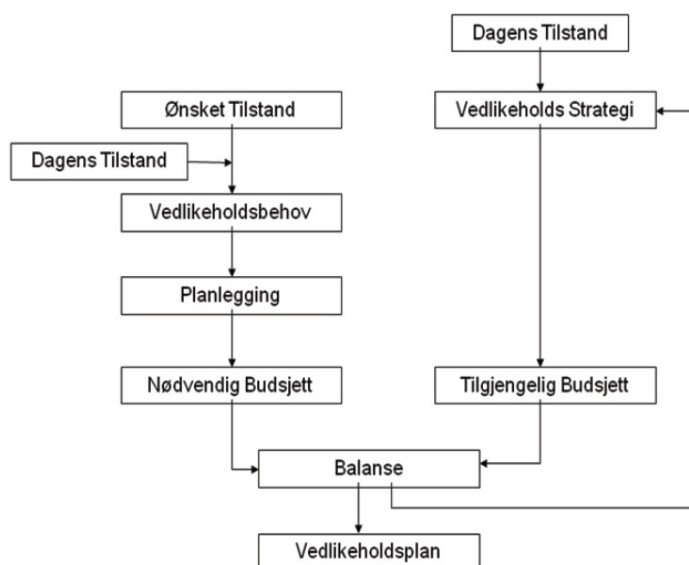 Dagens Tilstand
Ønsket Tilstand
Vedlikeholds Strategi
Dagens Tilstand
Vedlikeholdsbehov
Planlegging
Nødvendig Budsjett
Tilgjengelig Budsjett
Balanse
Vedlikeholdsplan